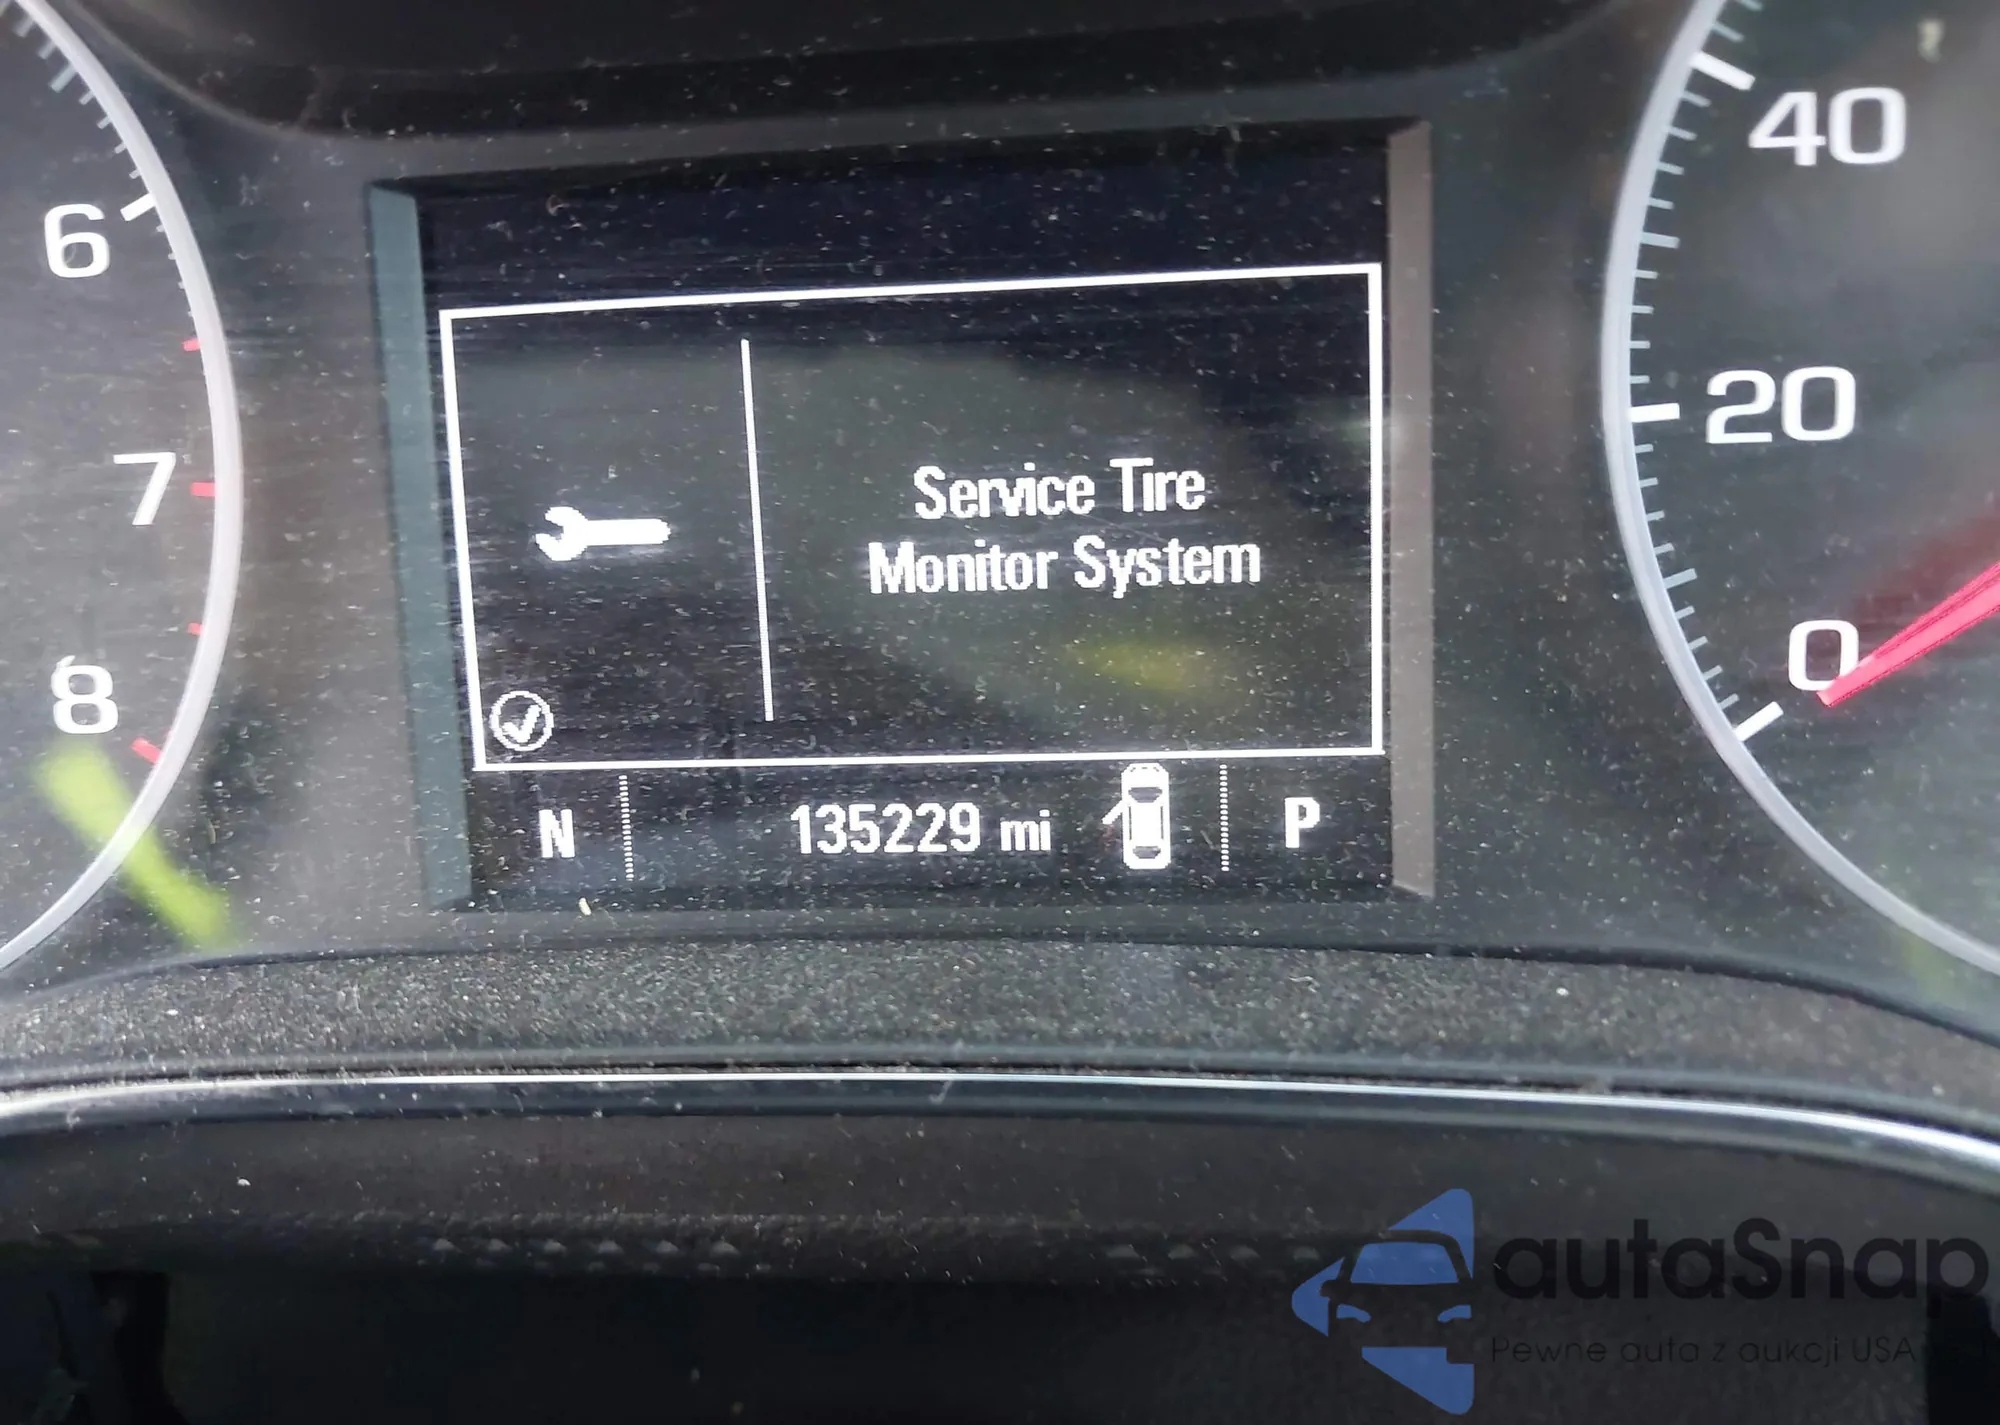 6
7
8
40
20
0
Service Tire
Monitor System
N
135229 mi
P
autaSnap
Pewne auta z aukcji USA